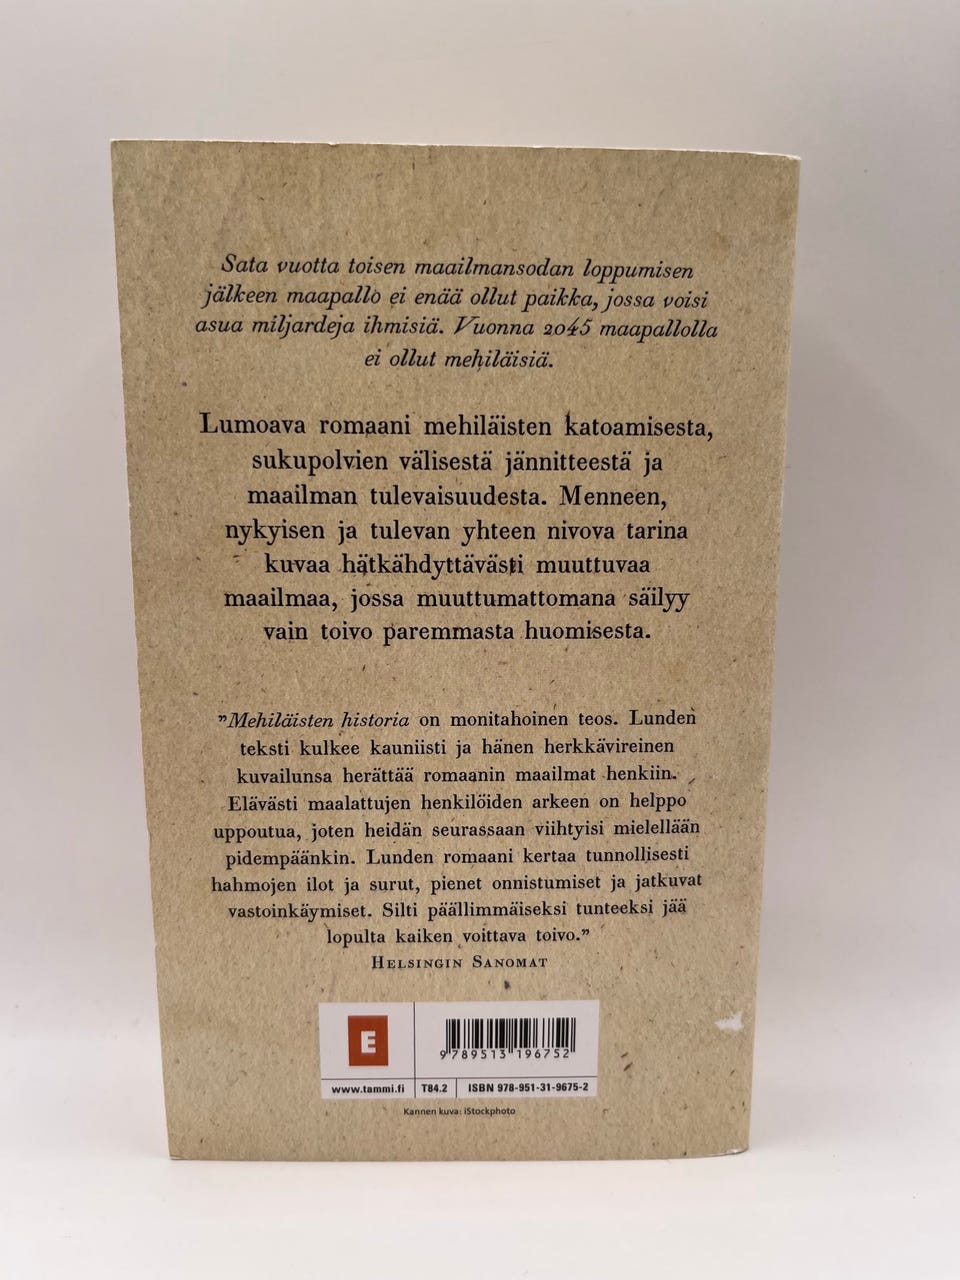 Sata vuotta toisen maailmansodan loppumisen
jälkeen maapallo ei enää ollut paikka, jossa voisi
asua miljardeja ihmisiä. Vuonna 2045 maapallolla
ei ollut mehiläisiä.
Lumoava romaani mehiläisten katoamisesta,
sukupolvien välisestä jännitteestä ja
maailman tulevaisuudesta. Menneen,
nykyisen ja tulevan yhteen nivova tarina
kuvaa hätkähdyttävästi muuttuvaa
maailmaa, jossa muuttumattomana säilyy
vain toivo paremmasta huomisesta.
”Mehiläisten historia on monitahoinen teos. Lunden
teksti kulkee kauniisti ja hänen herkkävireinen
kuvailunsa herättää romaanin maailmat henkiin.
Elävästi maalattujen henkilöiden arkeen on helppo
uppoutua, joten heidän seurassaan viihtyisi mielellään
pidempäänkin. Lunden romaani kertaa tunnollisesti
hahmojen ilot ja surut, pienet onnistumiset ja jatkuvat
vastoinkäymiset. Silti päällimmäiseksi tunteeksi jää
lopulta kaiken voittava toivo.”
HELSINGIN SANOMAT
E
9 789513 196752
www.tammi.fi T84.2 ISBN 978-951-31-9675-2
Kannen kuva: iStockphoto